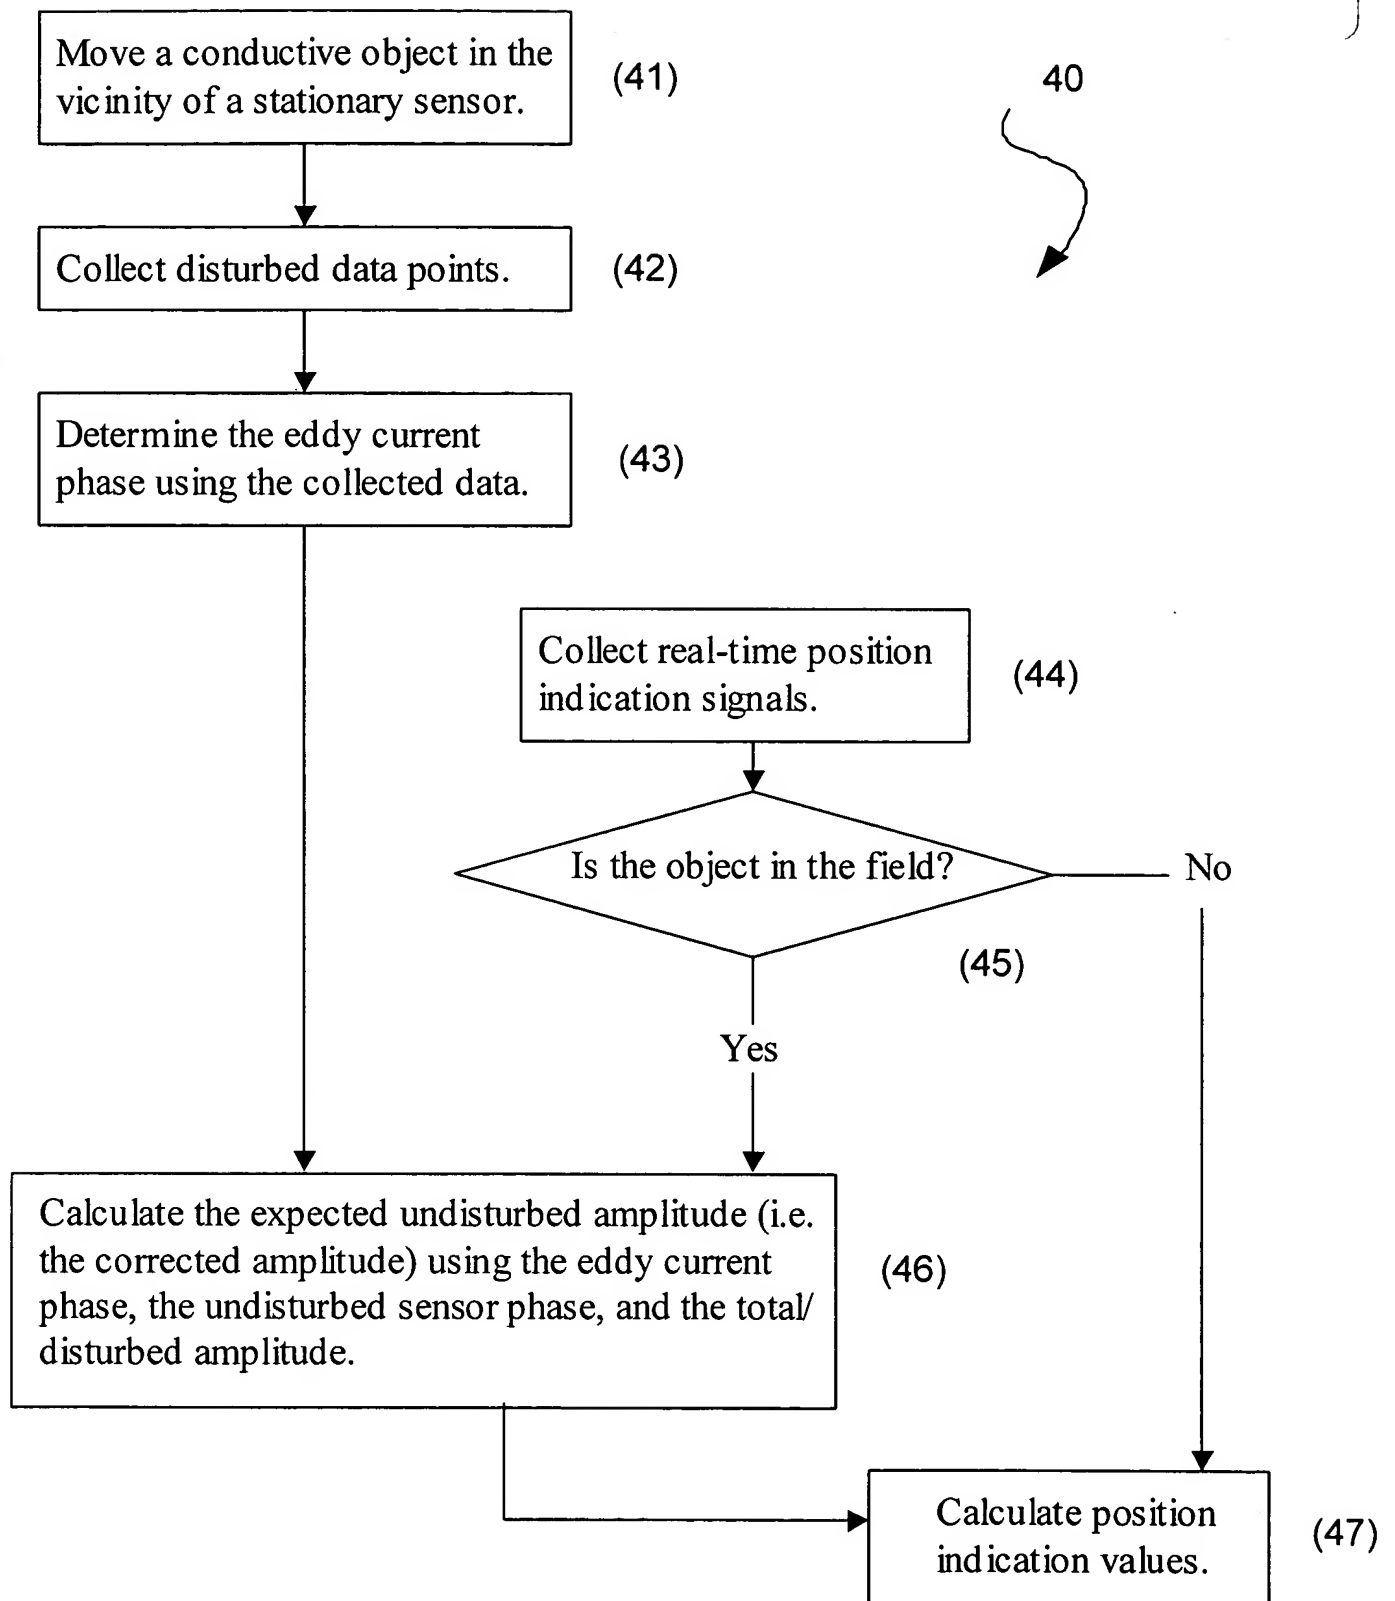 Move a conductive object in the
vicinity of a stationary sensor.
(41)
40
Collect disturbed data points.
(42)
Determine the eddy current
phase using the collected data.
(43)
Collect real-time position
indication signals.
(44)
Is the object in the field?
No
(45)
Yes
Calculate the expected undisturbed amplitude (i.e.
the corrected amplitude) using the eddy current
phase, the undisturbed sensor phase, and the total/
disturbed amplitude.
(46)
Calculate position
indication values.
(47)